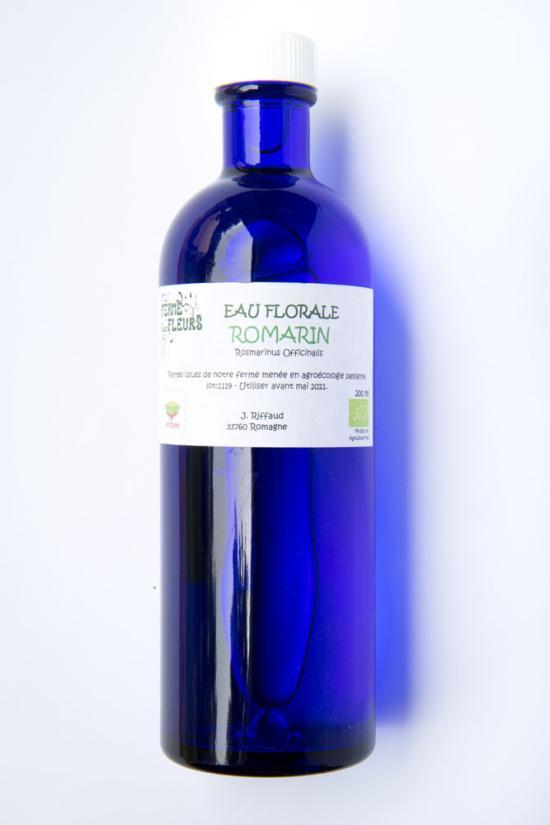 FERME
FLEURS
EAU FLORALE
ROMARIN
Rosmarinus Officinalis
Plantes issues de notre ferme menée en agroécologie paysanne.
lot:1119 - Utiliser avant mai 2021.
200 ml
J. Riffaud
33760 Romagne